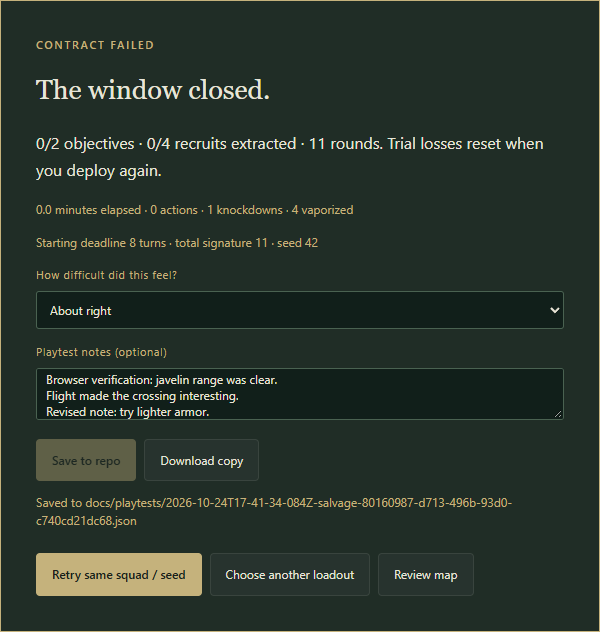 CONTRACT FAILED
The window closed.
0/2 objectives · 0/4 recruits extracted · 11 rounds. Trial losses reset when
you deploy again.
0.0 minutes elapsed · 0 actions · 1 knockdowns · 4 vaporized
Starting deadline 8 turns · total signature 11 · seed 42
How difficult did this feel?
About right
Playtest notes (optional)
Browser verification: javelin range was clear.
Flight made the crossing interesting.
Revised note: try lighter armor.
Save to repo
Download copy
Saved to docs/playtests/2026-10-24T17-41-34-084Z-salvage-80160987-d713-496b-93d0-
c740cd21dc68.json
Retry same squad / seed
Choose another loadout
Review map